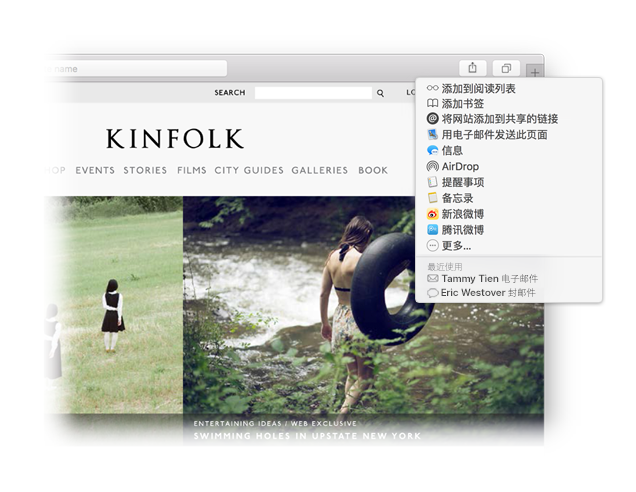 name
SEARCH
LO
KINFOLK
HOP EVENTS STORIES FILMS CITY GUIDES GALLERIES BOOK
添加到阅读列表
添加书签
将网站添加到共享的链接
用电子邮件发送此页面
信息
AirDrop
提醒事项
备忘录
新浪微博
腾讯微博
更多...
最近使用
Tammy Tien 电子邮件
Eric Westover 封邮件
ENTERTAINING IDEAS / WEB EXCLUSIVE
SWIMMING HOLES IN UPSTATE NEW YORK